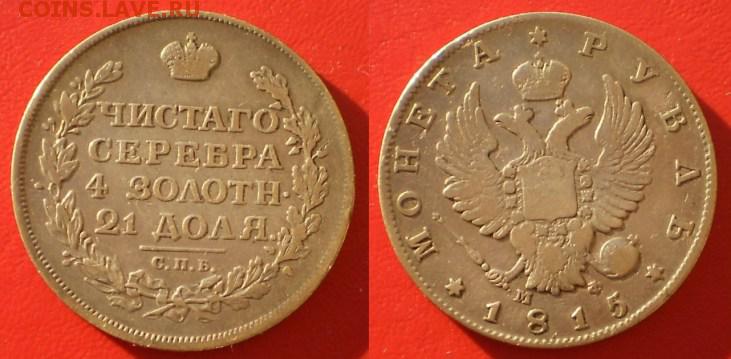 COINS.LAVE.RU
ЧИСТАГО
СЕРЕБРА
4 ЗОЛОТН.
21 ДОЛЯ
С.П.Б.
МОНЕТА * РУБЛЬ
М Ф
* 1815 *